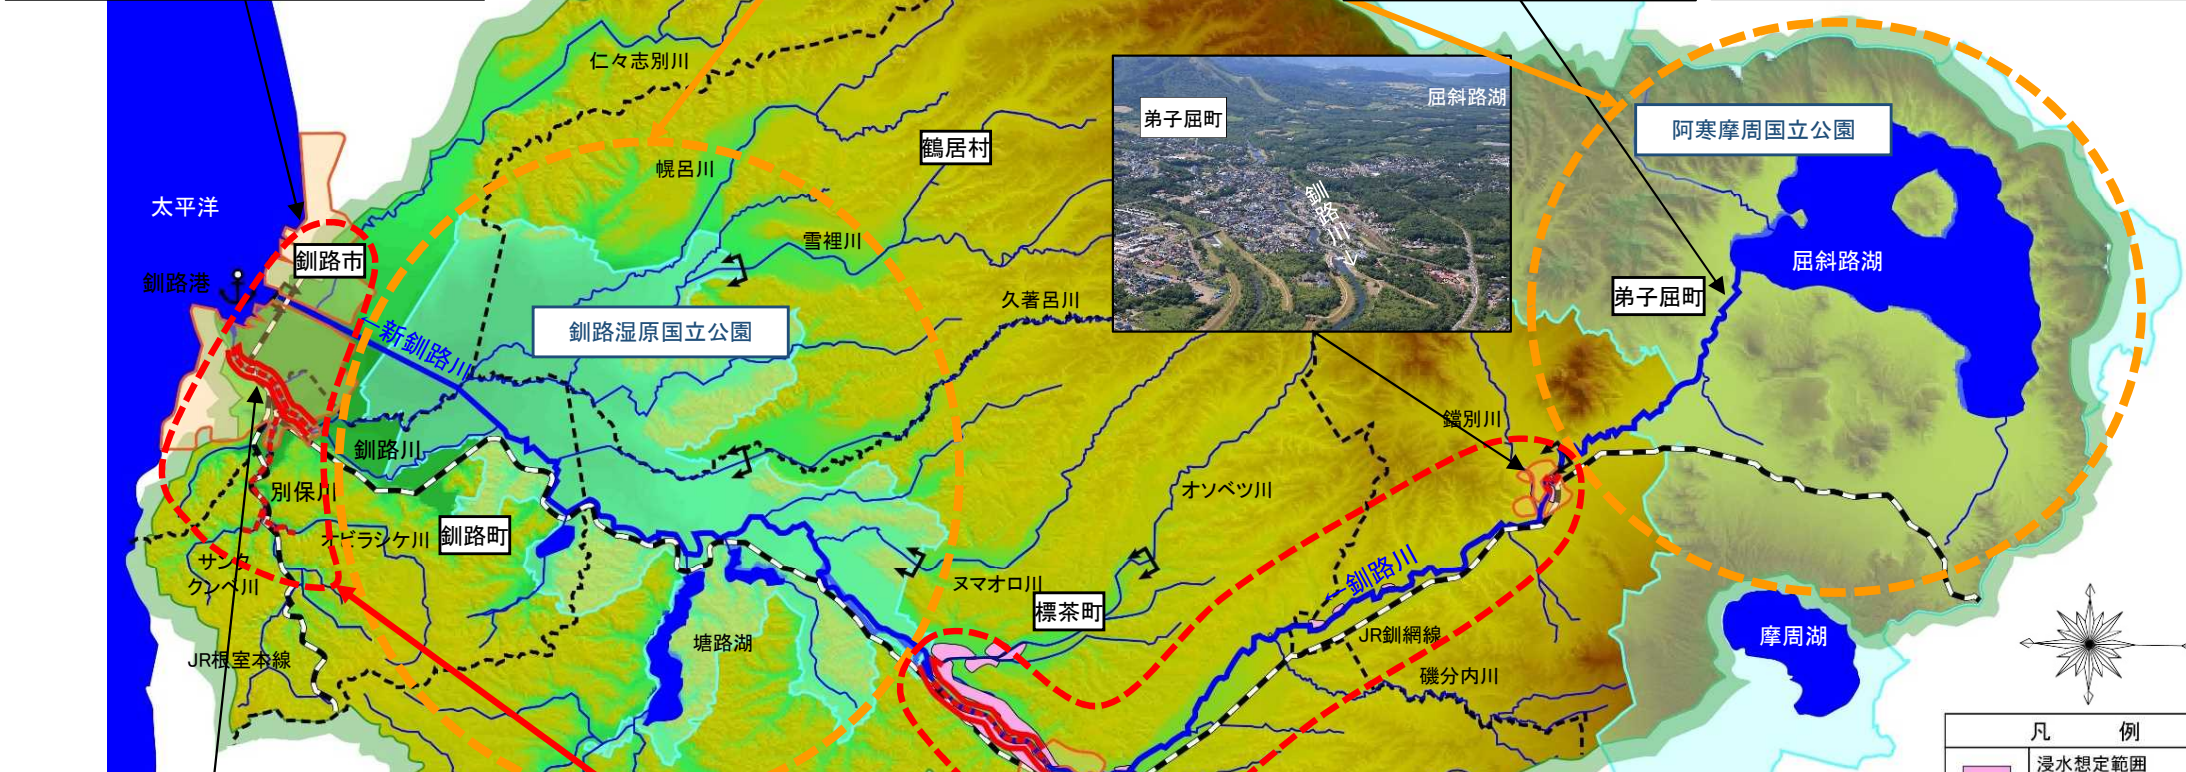 仁々志別川
屈斜路湖
弟子屈町
阿寒摩周国立公園
鶴居村
幌呂川
太平洋
釧路川
雪裡川
釧路市
屈斜路湖
釧路港
弟子屈町
久著呂川
釧路湿原国立公園
←新釧路川
鐺別川
釧路川
別保川
オソベツ川
釧路町
オビラシケ川
サンタ
クンベ川
←釧路川
ヌマオロ川
標茶町
塘路湖
JR釧網線
摩周湖
JR根室本線
磯分内川
凡 例
浸水想定範囲